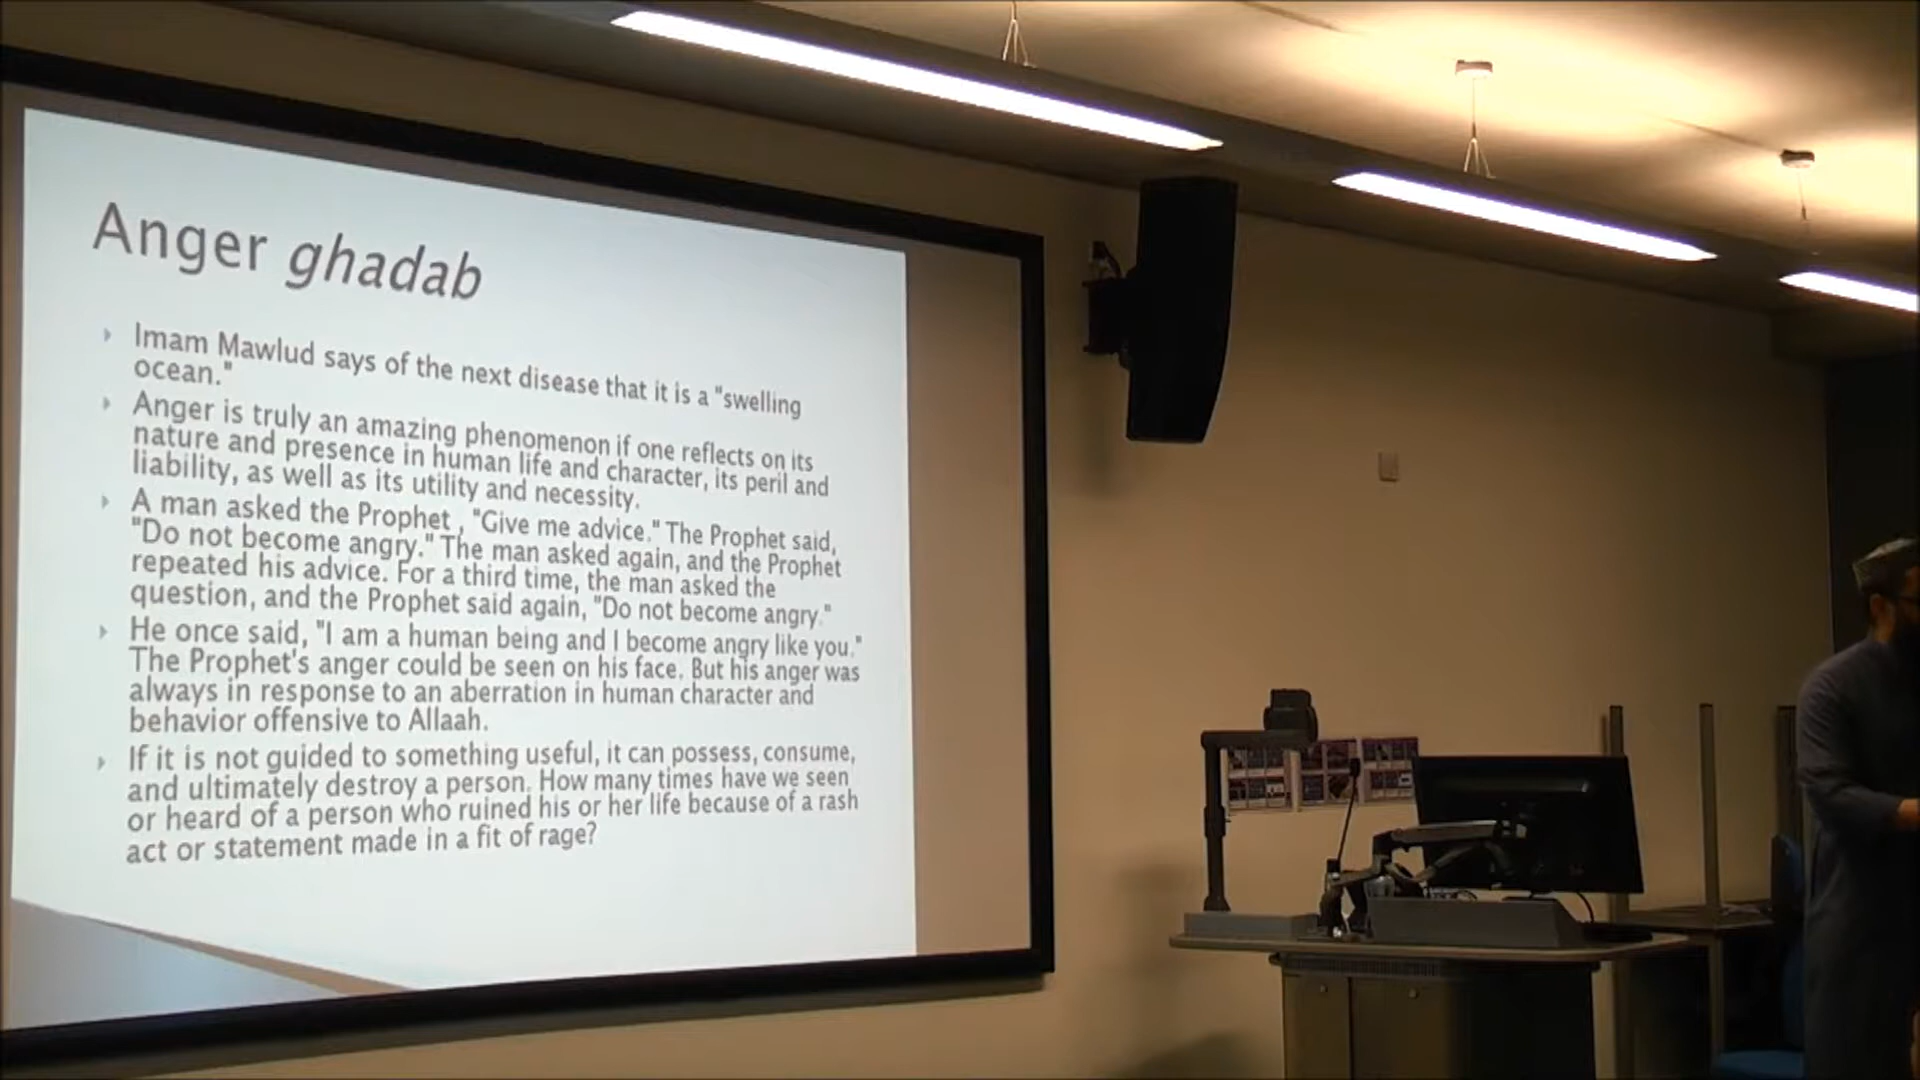 Anger ghadab
Imam Mawlud says of the next disease that it is a "swelling
ocean."
Anger is truly an amazing phenomenon if one reflects on its
nature and presence in human life and character, its peril and
liability, as well as its utility and necessity.
A man asked the Prophet , "Give me advice." The Prophet said,
"Do not become angry." The man asked again, and the Prophet
repeated his advice. For a third time, the man asked the
question, and the Prophet said again, "Do not become angry."
He once said, "I am a human being and I become angry like you."
The Prophet's anger could be seen on his face. But his anger was
always in response to an aberration in human character and
behavior offensive to Allaah.
If it is not guided to something useful, it can possess, consume,
and ultimately destroy a person. How many times have we seen
or heard of a person who ruined his or her life because of a rash
act or statement made in a fit of rage?